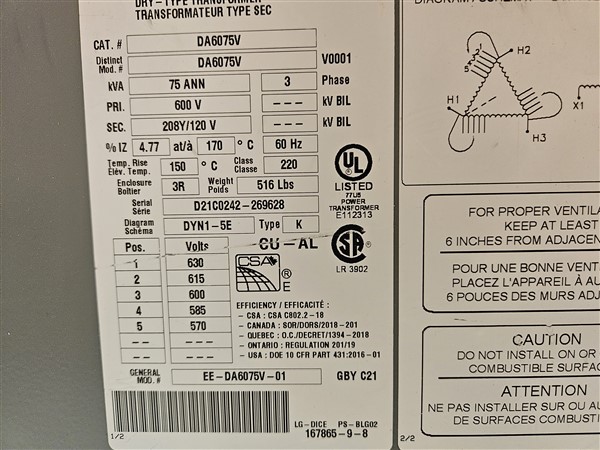 DRY-TYPE TRANSFORMER
TRANSFORMATEUR TYPE SEC
CAT. # DA6075V
Distinct Mod. # DA6075V V0001
kVA 75 ANN 3 Phase
PRI. 600 V --- kV BIL
SEC. 208Y/120 V --- kV BIL
% IZ 4.77 at/à 170 ° C 60 Hz
Temp. Rise
Élév. Temp. 150 ° C Class
Classe 220
Enclosure
Boîtier 3R Weight
Poids 516 Lbs
Serial
Série D21C0242-269628
Diagram
Schéma DYN1-5E Type K
Pos. Volts CU-AL
1 630
2 615
3 600
4 585
5 570
--- ---
--- ---
UL
LISTED
77U5
POWER
TRANSFORMER
E112313
SA
LR 3902
CSA
R
E
EFFICIENCY / EFFICACITÉ :
- CSA : CSA C802.2-18
- CANADA : SOR/DORS/2018-201
- QUEBEC : O.C./DECRET/1394-2018
- ONTARIO : REGULATION 201/19
- USA : DOE 10 CFR PART 431:2016-01
GENERAL
MOD. # EE-DA6075V-01 GBY C21
LG-DICE PS-BLG02
1/2 167865-9-8
H2
H1
H3
X1
1
2
5
FOR PROPER VENTILA
KEEP AT LEAST
6 INCHES FROM ADJACEN
POUR UNE BONNE VENTI
PLACEZ L'APPAREIL À AU
6 POUCES DES MURS ADJ
CAUTION
DO NOT INSTALL ON OR
COMBUSTIBLE SURFAC
ATTENTION
NE PAS INSTALLER SUR OU AU
DE SURFACES COMBUSTI
2/2